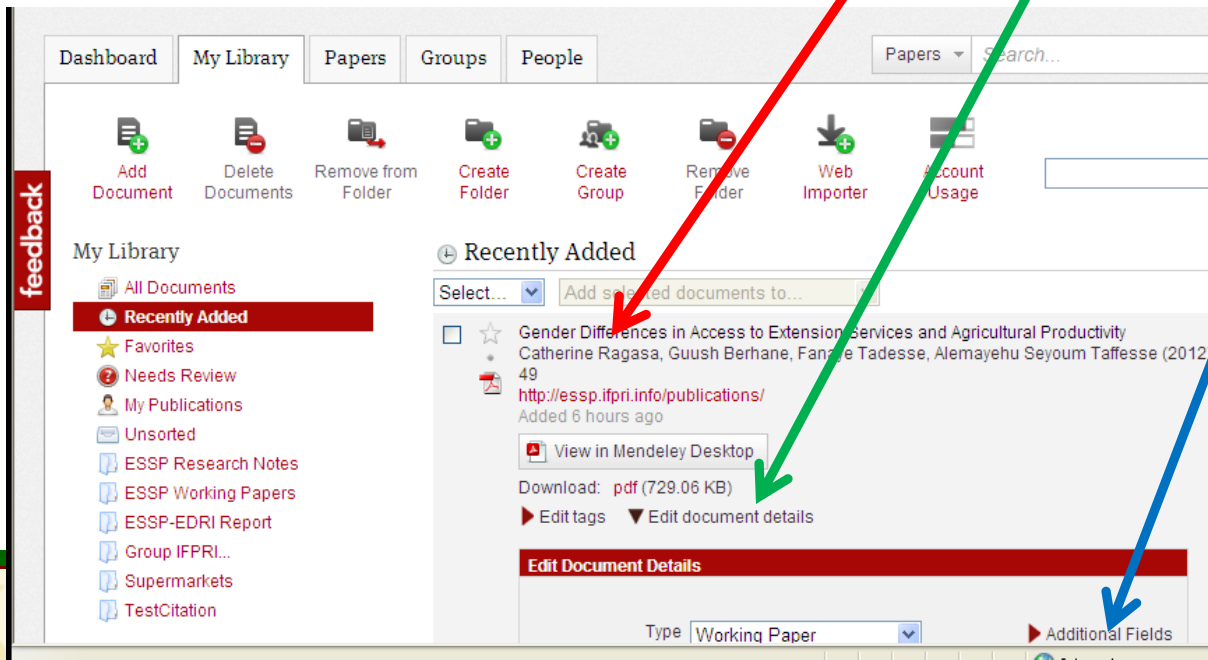 Dashboard My Library Papers Groups People Papers Search...
Add Document Delete Documents Remove from Folder Create Folder Create Group Remove Folder Web Importer Account Usage
feedback
My Library
All Documents
Recently Added
Favorites
Needs Review
My Publications
Unsorted
ESSP Research Notes
ESSP Working Papers
ESSP-EDRI Report
Group IFPRI...
Supermarkets
TestCitation
Recently Added
Select... Add selected documents to...
Gender Differences in Access to Extension Services and Agricultural Productivity
Catherine Ragasa, Guush Berhane, Fanaye Tadesse, Alemayehu Seyoum Taffesse (2012)
49
http://essp.ifpri.info/publications/
Added 6 hours ago
View in Mendeley Desktop
Download: pdf (729.06 KB)
Edit tags Edit document details
Edit Document Details
Type Working Paper Additional Fields